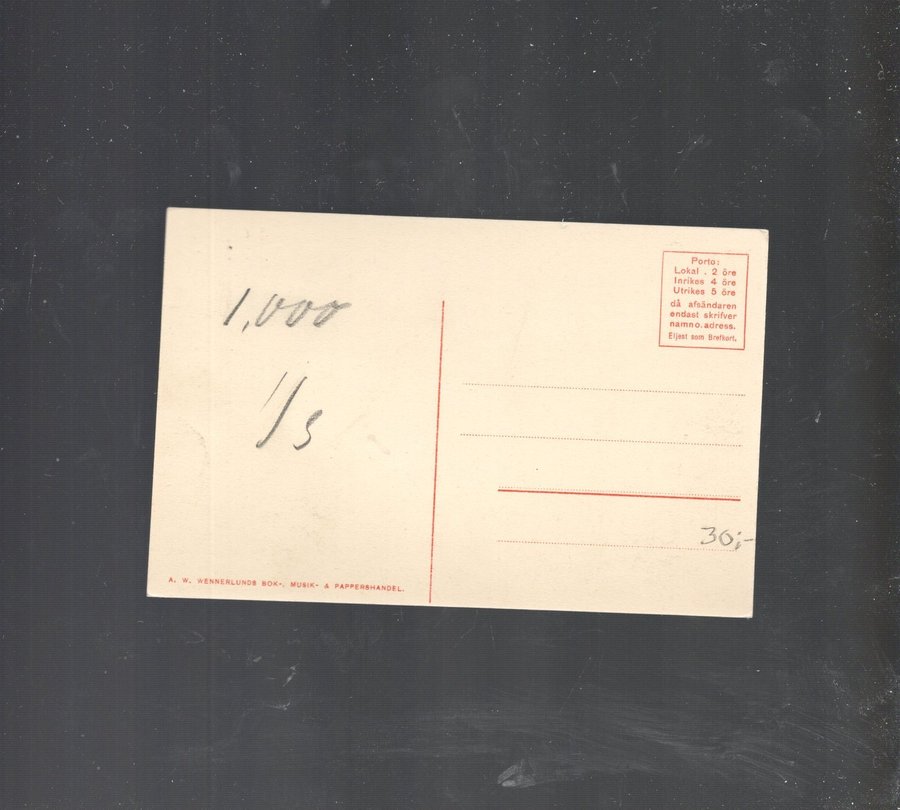 1,000
1/s
A. W. WENNERLUNDS BOK-, MUSIK- & PAPPERSHANDEL.
Porto:
Lokal . 2 öre
Inrikes 4 öre
Utrikes 5 öre
då afsändaren
endast skrifver
namn o. adress.
Eljest som Brefkort.
30:-